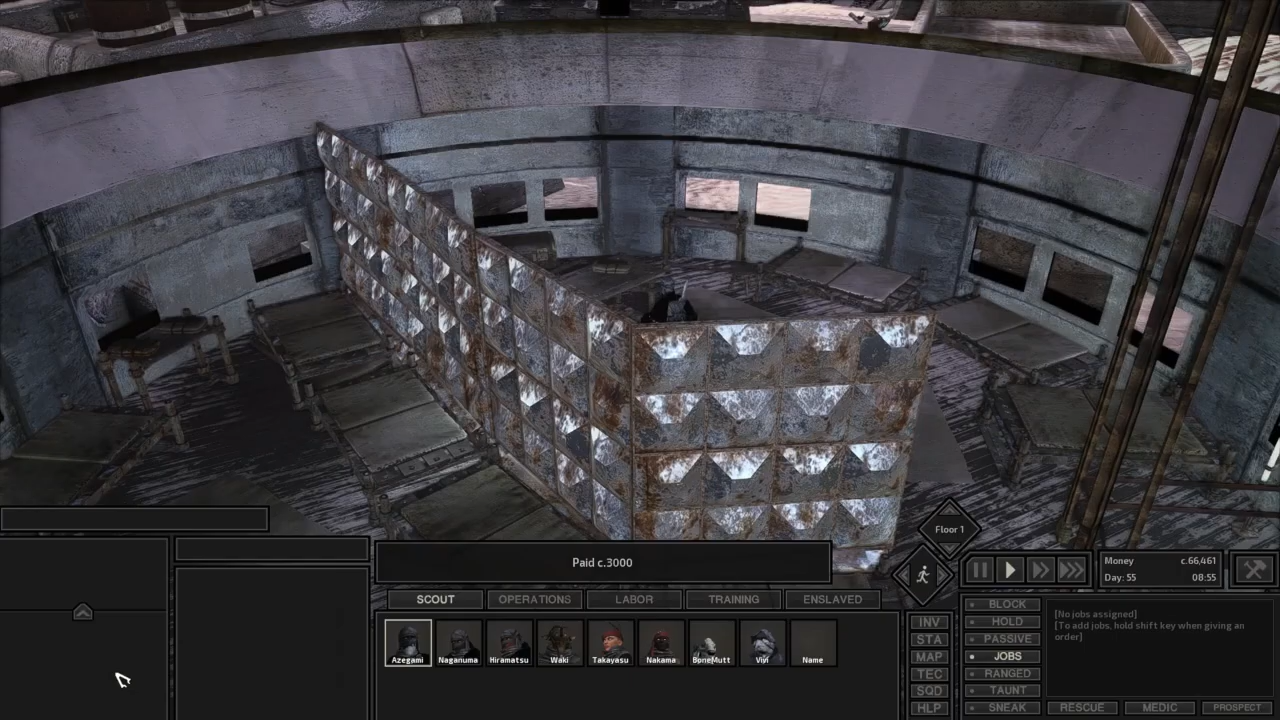 Floor 1
Paid c.3000
Money c.66,461
Day: 55 08:55
SCOUT OPERATIONS LABOR TRAINING ENSLAVED
Azegami Naganuma Hiramatsu Waki Takayasu Nakama BoneMutt Vivi Name
INV
STA
MAP
TEC
SQD
HLP
BLOCK
HOLD
PASSIVE
JOBS
RANGED
TAUNT
SNEAK
[No jobs assigned]
[To add jobs, hold shift key when giving an
order]
RESCUE MEDIC PROSPECT